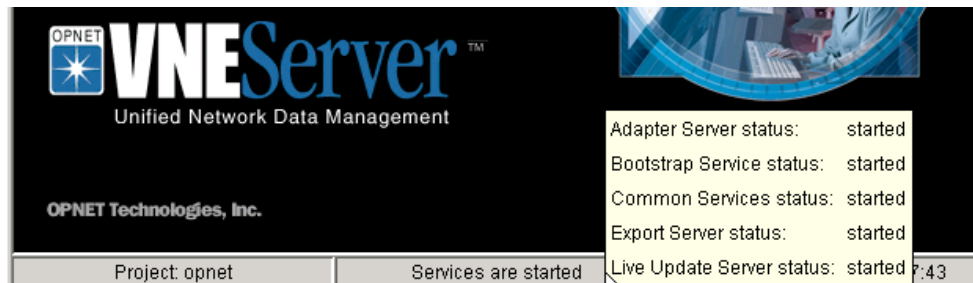 OPNET
VNEServer ™
Unified Network Data Management
OPNET Technologies, Inc.
Adapter Server status: started
Bootstrap Service status: started
Common Services status: started
Export Server status: started
Live Update Server status: started
Project: opnet
Services are started
7:43